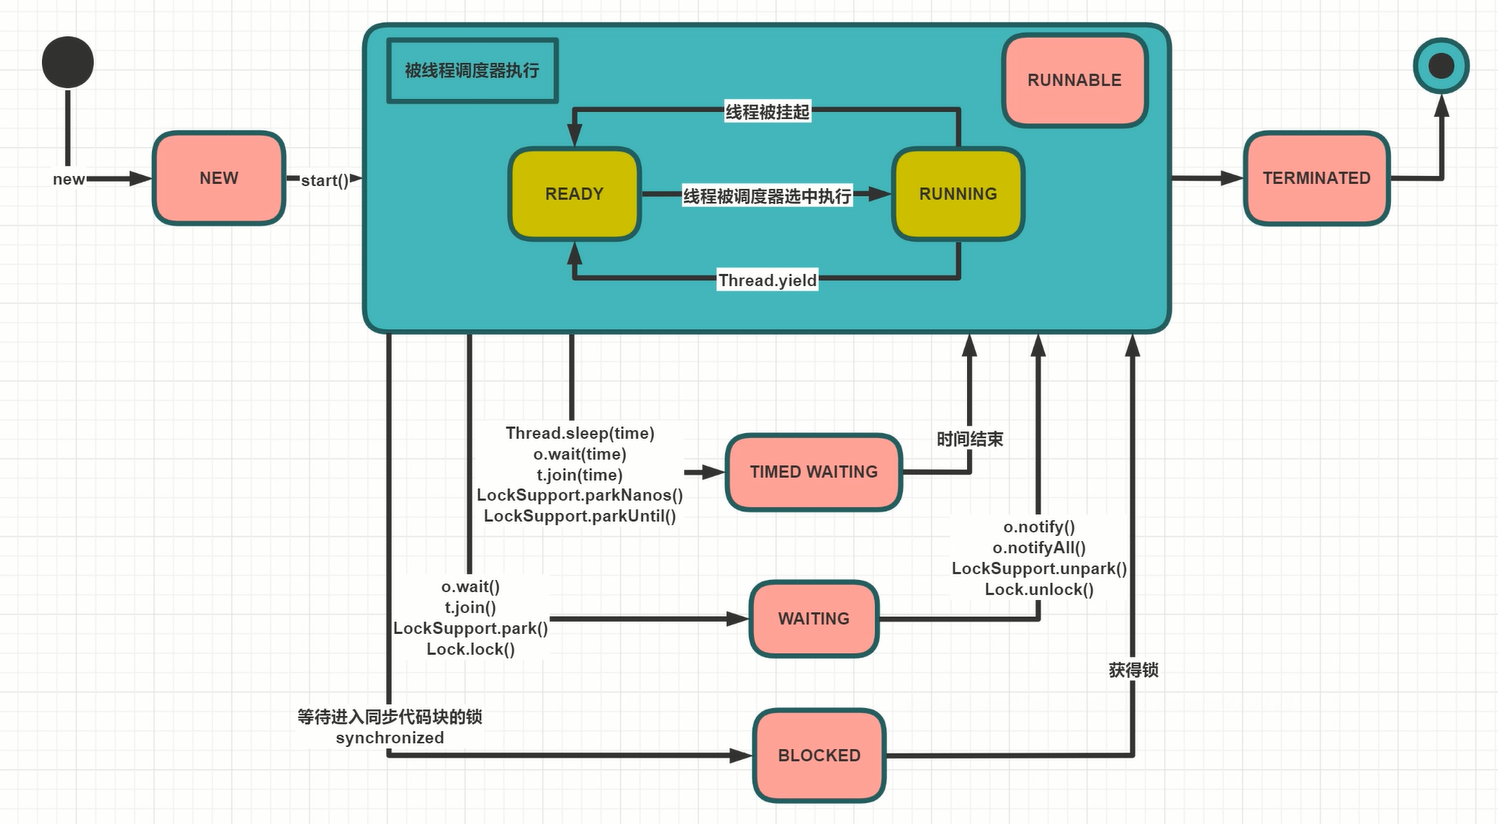 被线程调度器执行
RUNNABLE
线程被挂起
new
NEW
start()
READY
线程被调度器选中执行
RUNNING
TERMINATED
Thread.yield
Thread.sleep(time)
o.wait(time)
t.join(time)
LockSupport.parkNanos()
LockSupport.parkUntil()
TIMED WAITING
时间结束
o.notify()
o.notifyAll()
LockSupport.unpark()
Lock.unlock()
o.wait()
t.join()
LockSupport.park()
Lock.lock()
WAITING
获得锁
等待进入同步代码块的锁
synchronized
BLOCKED